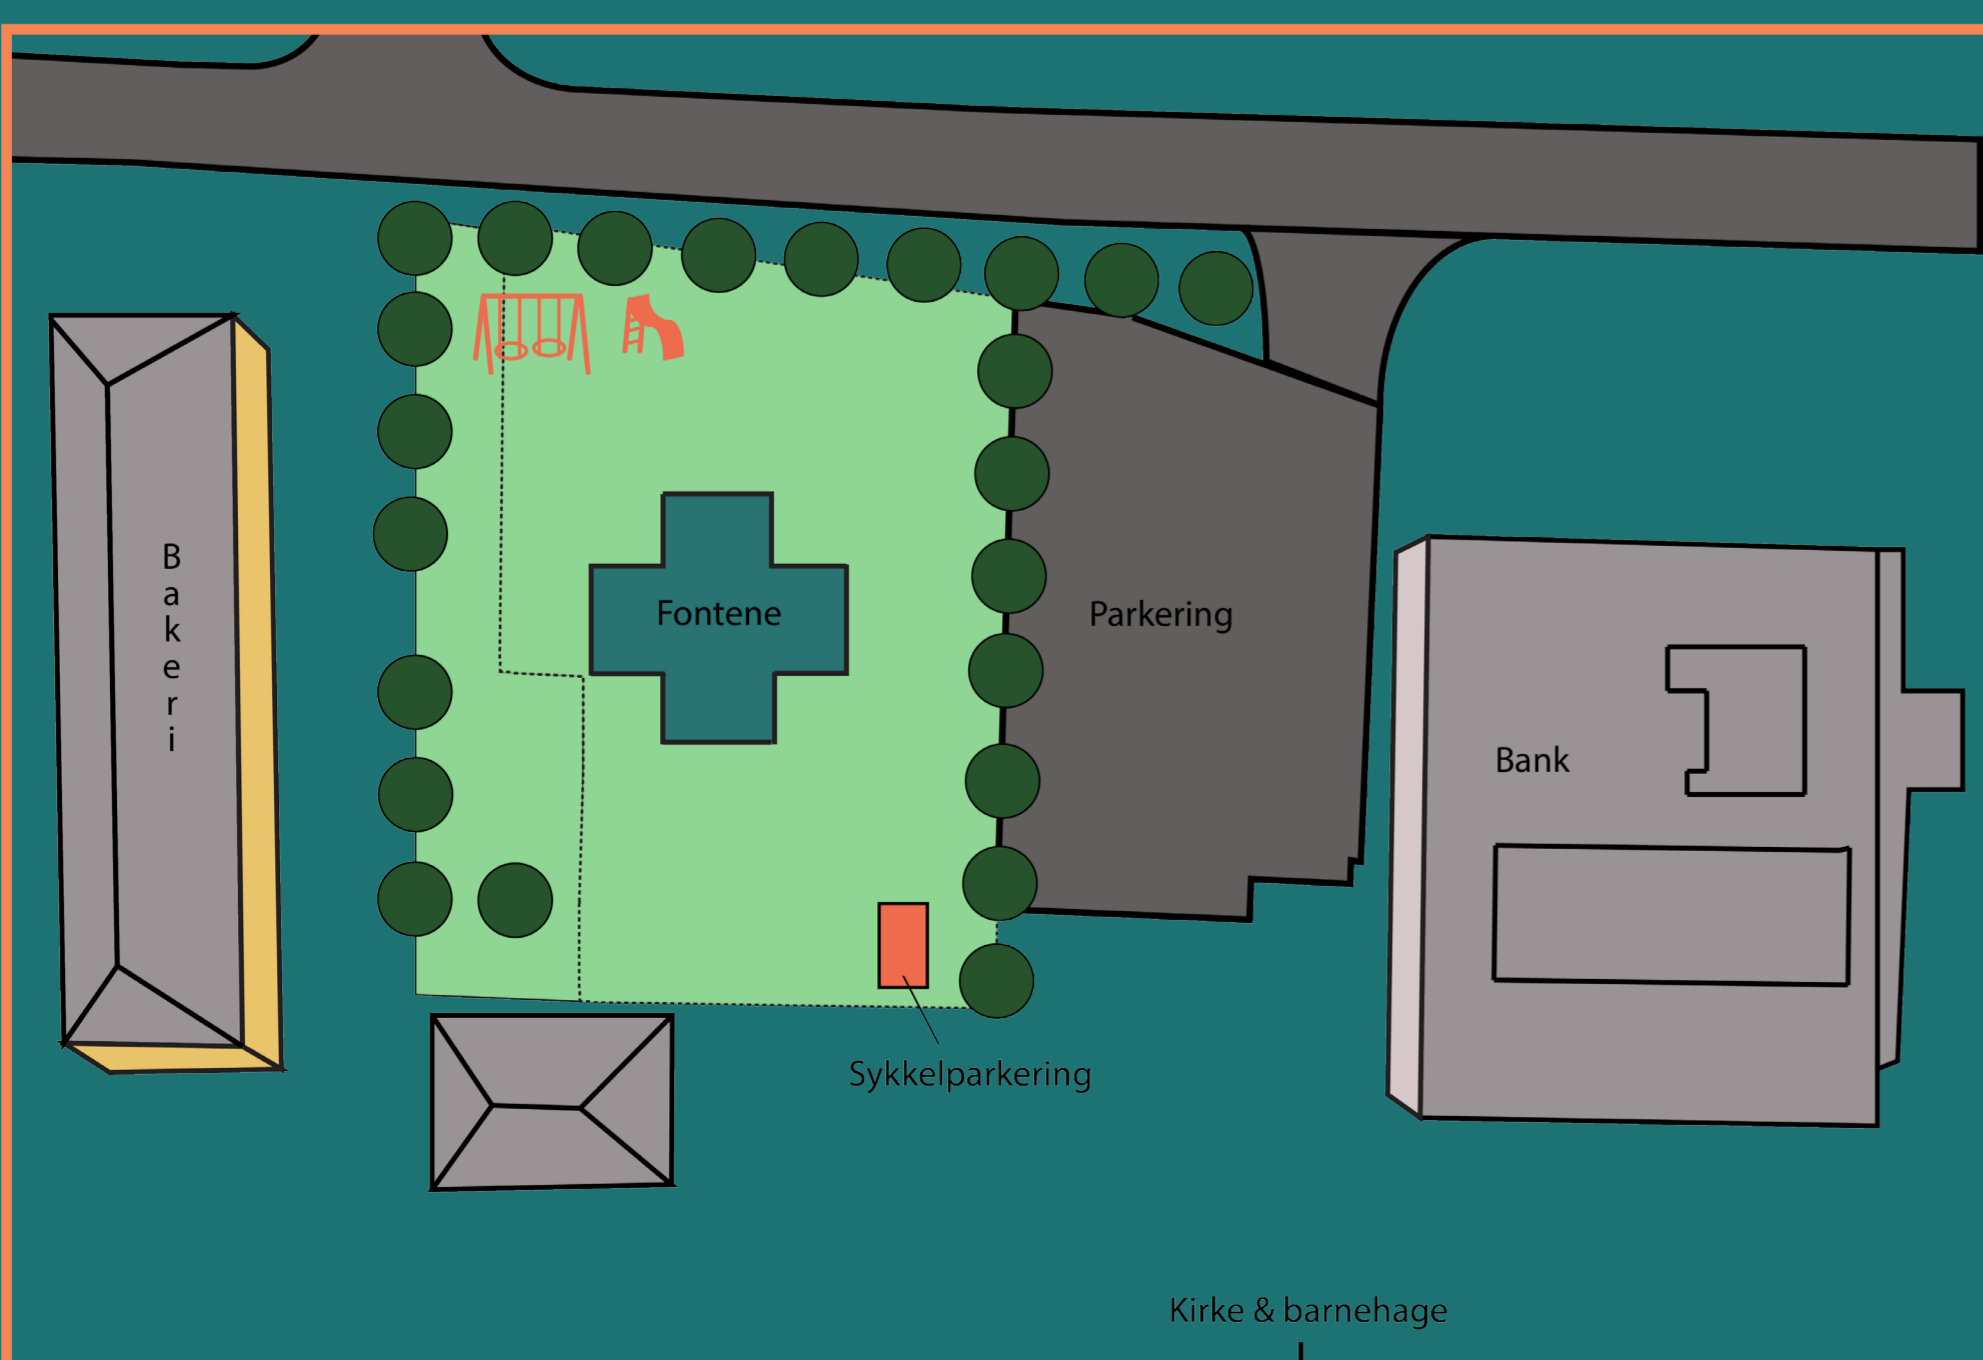 Bakeri
Fontene
Parkering
Bank
Sykkelparkering
Kirke & barnehage